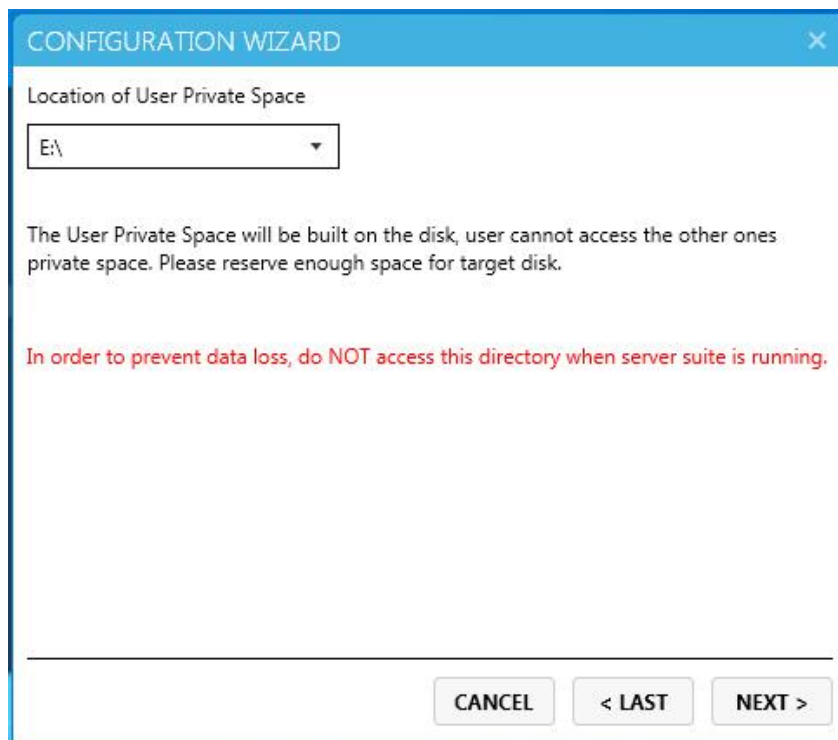 CONFIGURATION WIZARD
Location of User Private Space
E:\
The User Private Space will be built on the disk, user cannot access the other ones
private space. Please reserve enough space for target disk.
In order to prevent data loss, do NOT access this directory when server suite is running.
CANCEL < LAST NEXT >